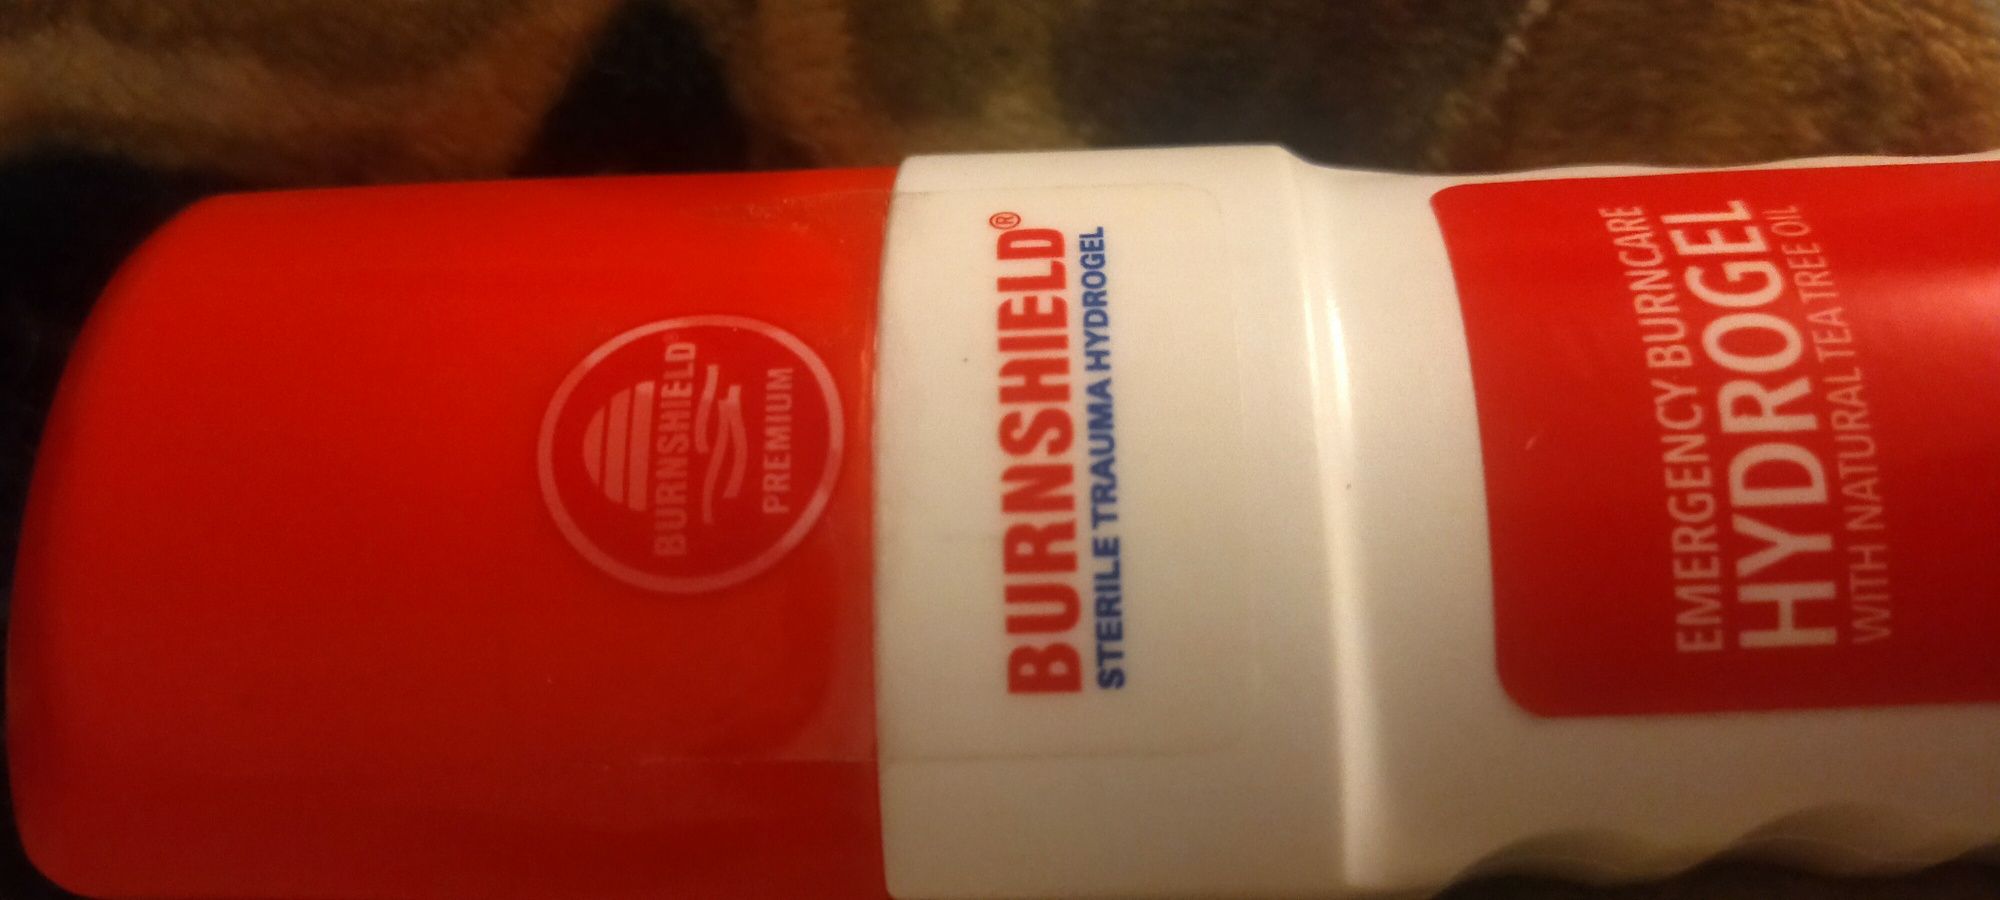 BURNSHIELD®
PREMIUM
BURNSHIELD®
STERILE TRAUMA HYDROGEL
EMERGENCY BURNCARE
HYDROGEL
WITH NATURAL TEA TREE OIL